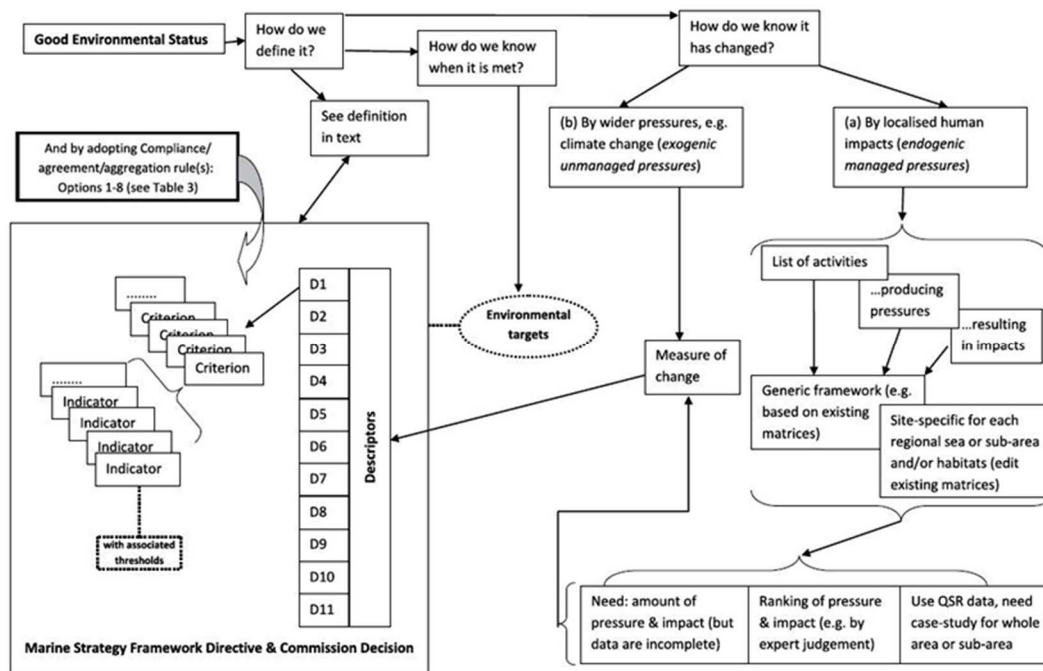 Good Environmental Status
How do we
define it?
How do we know
when it is met?
How do we know it
has changed?
See definition
in text
(b) By wider pressures, e.g.
climate change (exogenic
unmanaged pressures)
(a) By localised human
impacts (endogenic
managed pressures)
And by adopting Compliance/
agreement/aggregation rule(s):
Options 1-8 (see Table 3)
List of activities
...producing
pressures
...resulting
in impacts
Generic framework (e.g.
based on existing
matrices)
Site-specific for each
regional sea or sub-area
and/or habitats (edit
existing matrices)
Environmental
targets
Measure of
change
........
Criterion
Criterion
Criterion
Criterion
........
Indicator
Indicator
Indicator
Indicator
with associated
thresholds
D1
D2
D3
D4
D5
D6
D7
D8
D9
D10
D11
Descriptors
Marine Strategy Framework Directive & Commission Decision
Need: amount of
pressure & impact (but
data are incomplete)
Ranking of pressure
& impact (e.g. by
expert judgement)
Use QSR data, need
case-study for whole
area or sub-area